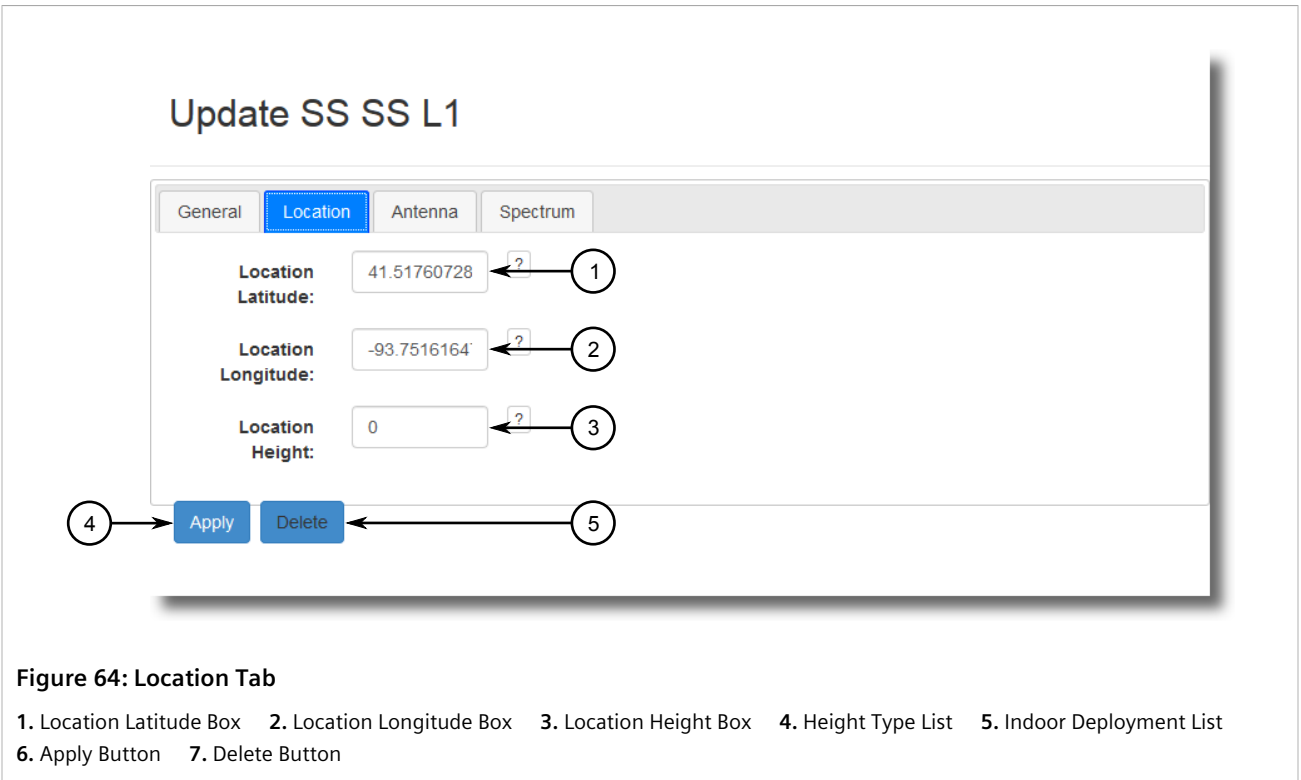 Update SS SS L1
General Location Antenna Spectrum
Location Latitude: 41.51760728 ? 1
Location Longitude: -93.7516164 ? 2
Location Height: 0 ? 3
4 Apply Delete 5
Figure 64: Location Tab
1. Location Latitude Box 2. Location Longitude Box 3. Location Height Box 4. Height Type List 5. Indoor Deployment List
6. Apply Button 7. Delete Button